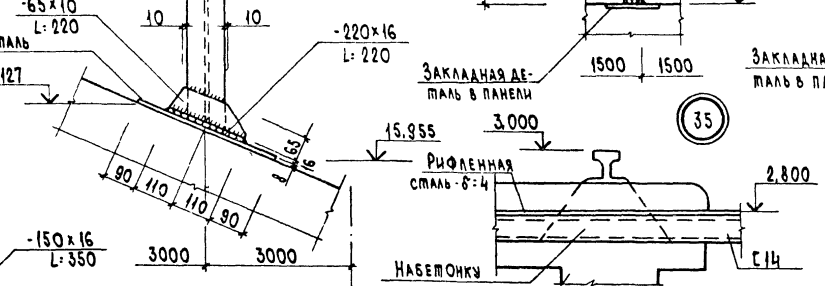 -65×10
L=220
10
10
-220×16
L=220
127
ЗАКЛАДНАЯ ДЕ-
ТАЛЬ В ПАНЕЛИ
1500
1500
ЗАКЛАДНА
ТАЛЬ В П
35
15.955
3.000
65
16
8
РИФЛЕННАЯ
СТАЛЬ-δ=4
2.800
90
110
110
90
-150×16
L=350
3000
3000
НАБЕТОНКУ
[14